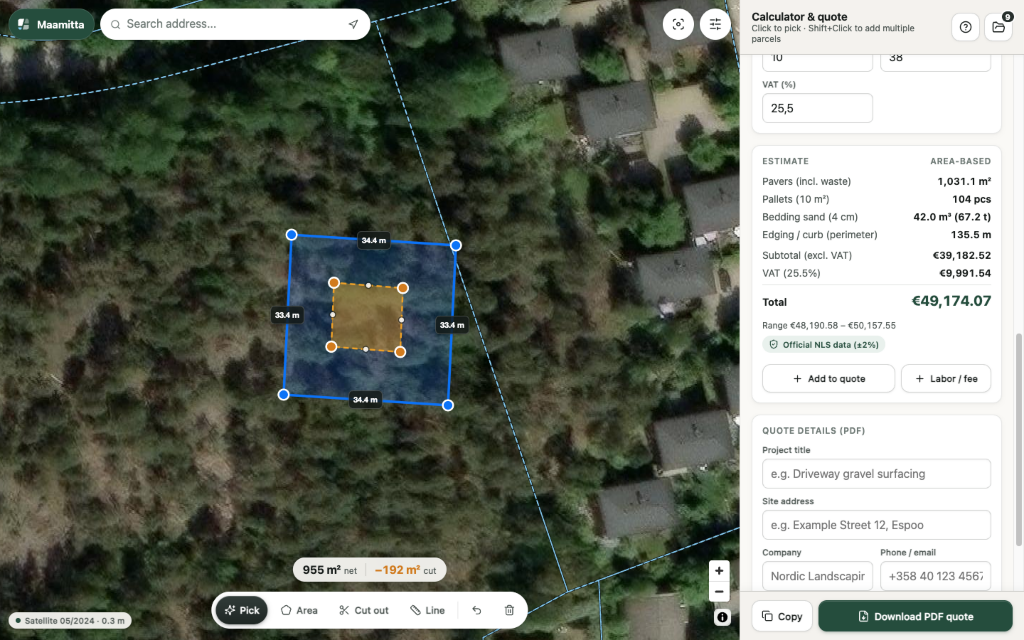 Maamitta
Search address...
34.4 m
33.4 m
33.4 m
34.4 m
955 m² net
−192 m² cut
Pick
Area
Cut out
Line
Satellite 05/2024 · 0.3 m
Calculator & quote
Click to pick · Shift+Click to add multiple
parcels
9
10
38
VAT (%)
25,5
ESTIMATE
AREA-BASED
Pavers (incl. waste) 1,031.1 m²
Pallets (10 m²) 104 pcs
Bedding sand (4 cm) 42.0 m³ (67.2 t)
Edging / curb (perimeter) 135.5 m
Subtotal (excl. VAT) €39,182.52
VAT (25.5%) €9,991.54
Total €49,174.07
Range €48,190.58 – €50,157.55
Official NLS data (±2%)
+ Add to quote
+ Labor / fee
QUOTE DETAILS (PDF)
Project title
e.g. Driveway gravel surfacing
Site address
e.g. Example Street 12, Espoo
Company
Phone / email
Nordic Landscapin
+358 40 123 4567
Copy
Download PDF quote